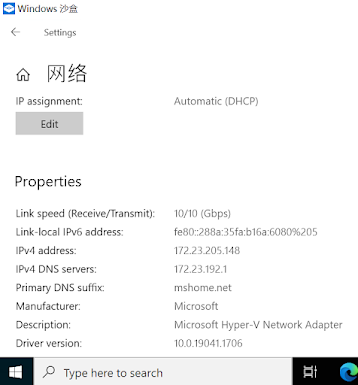 Windows 沙盒
Settings
网络
IP assignment: Automatic (DHCP)
Edit
Properties
Link speed (Receive/Transmit): 10/10 (Gbps)
Link-local IPv6 address: fe80::288a:35fa:b16a:6080%205
IPv4 address: 172.23.205.148
IPv4 DNS servers: 172.23.192.1
Primary DNS suffix: mshome.net
Manufacturer: Microsoft
Description: Microsoft Hyper-V Network Adapter
Driver version: 10.0.19041.1706
Type here to search